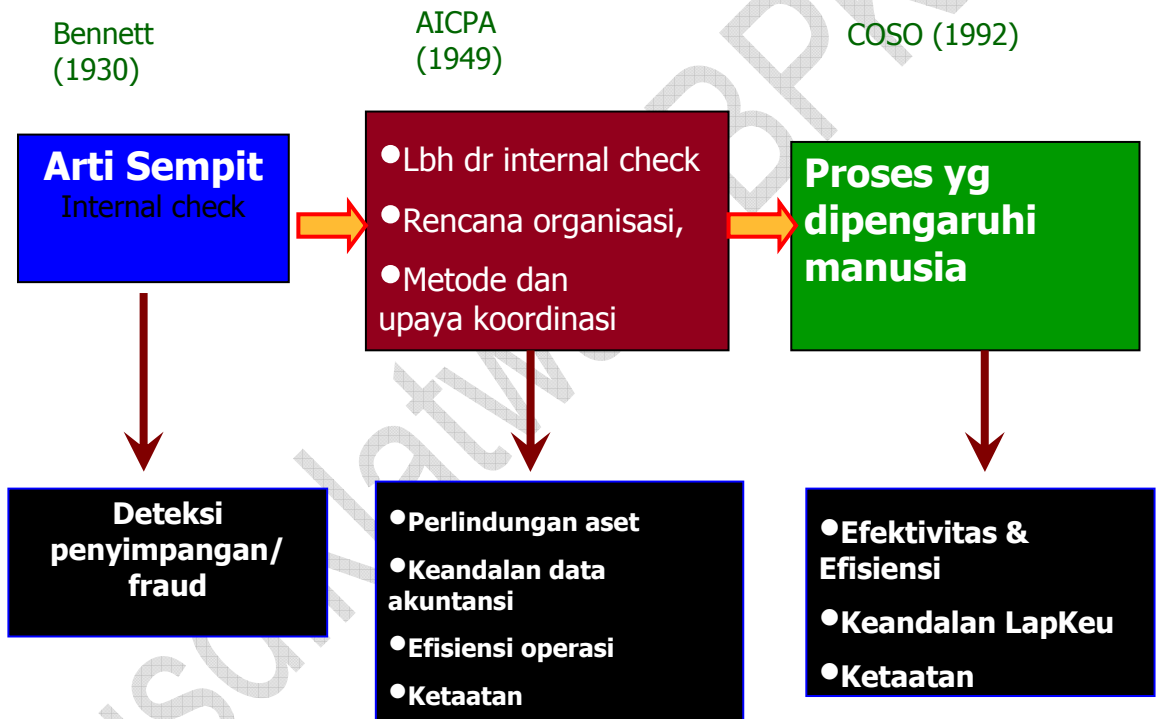 Bennett
(1930)
AICPA
(1949)
COSO (1992)
Arti Sempit
Internal check
●Lbh dr internal check
●Rencana organisasi,
●Metode dan
upaya koordinasi
Proses yg
dipengaruhi
manusia
Deteksi
penyimpangan/
fraud
●Perlindungan aset
●Keandalan data
akuntansi
●Efisiensi operasi
●Ketaatan
●Efektivitas &
Efisiensi
●Keandalan LapKeu
●Ketaatan